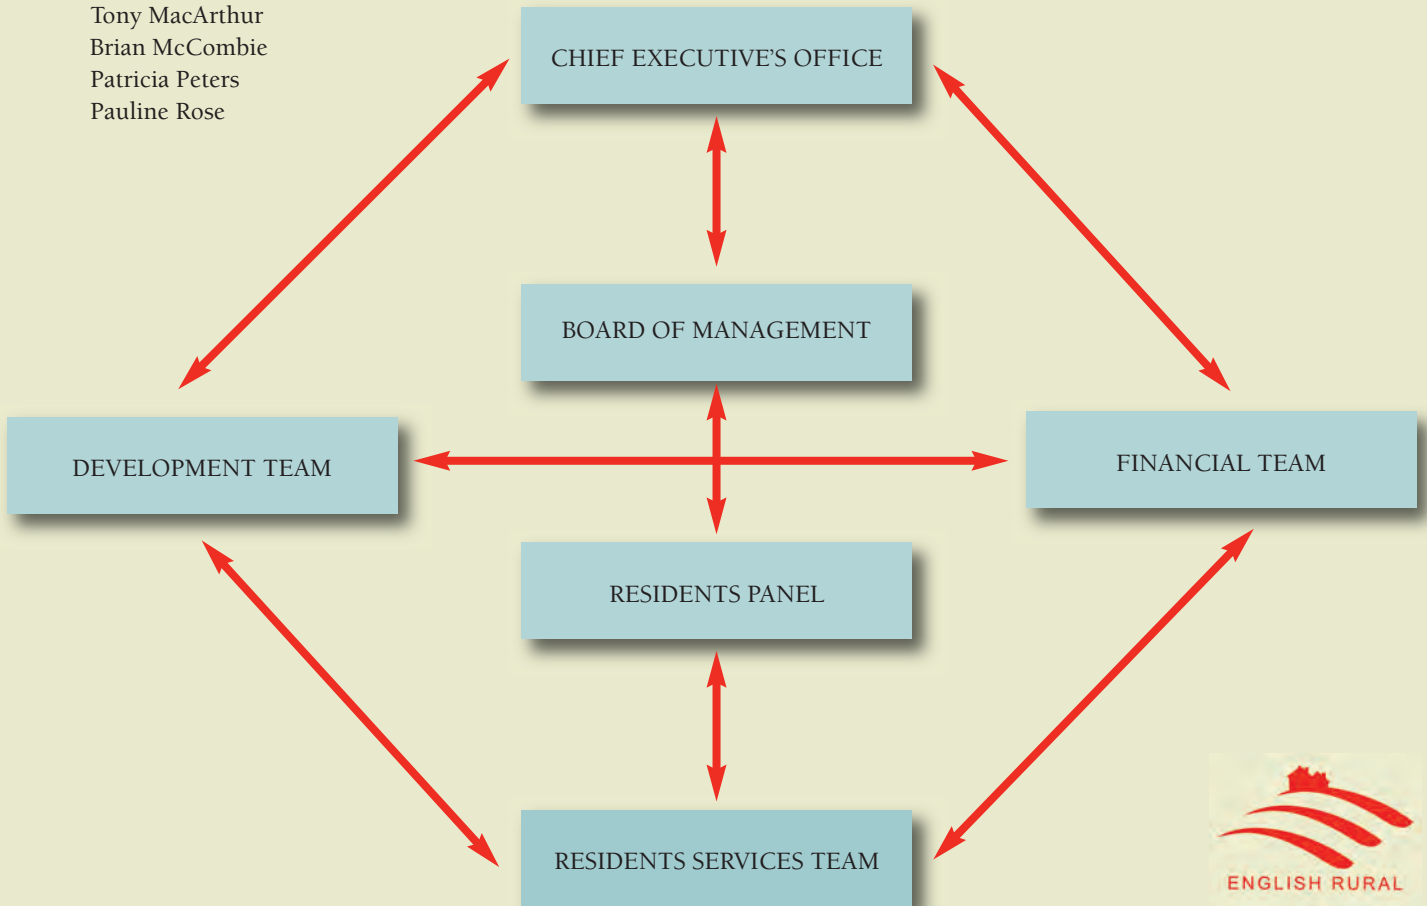 Tony MacArthur
Brian McCombie
Patricia Peters
Pauline Rose
CHIEF EXECUTIVE'S OFFICE
BOARD OF MANAGEMENT
DEVELOPMENT TEAM
FINANCIAL TEAM
RESIDENTS PANEL
RESIDENTS SERVICES TEAM
ENGLISH RURAL